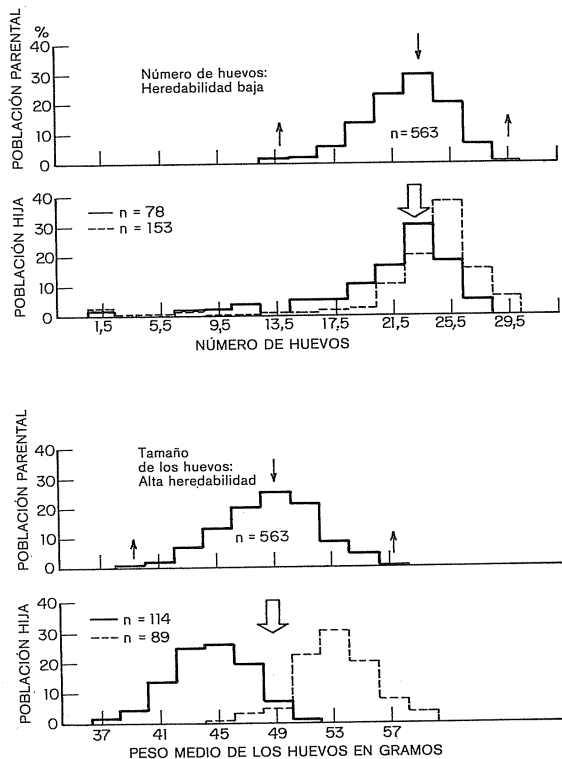 %
POBLACIÓN PARENTAL
40
30
20
10
0
Número de huevos:
Heredabilidad baja
n = 563
POBLACIÓN HIJA
40
30
20
10
0
n = 78
n = 153
1,5 5,5 9,5 13,5 17,5 21,5 25,5 29,5
NÚMERO DE HUEVOS
POBLACIÓN PARENTAL
40
30
20
10
0
Tamaño
de los huevos:
Alta heredabilidad
n = 563
POBLACIÓN HIJA
40
30
20
10
0
n = 114
n = 89
37 41 45 49 53 57
PESO MEDIO DE LOS HUEVOS EN GRAMOS